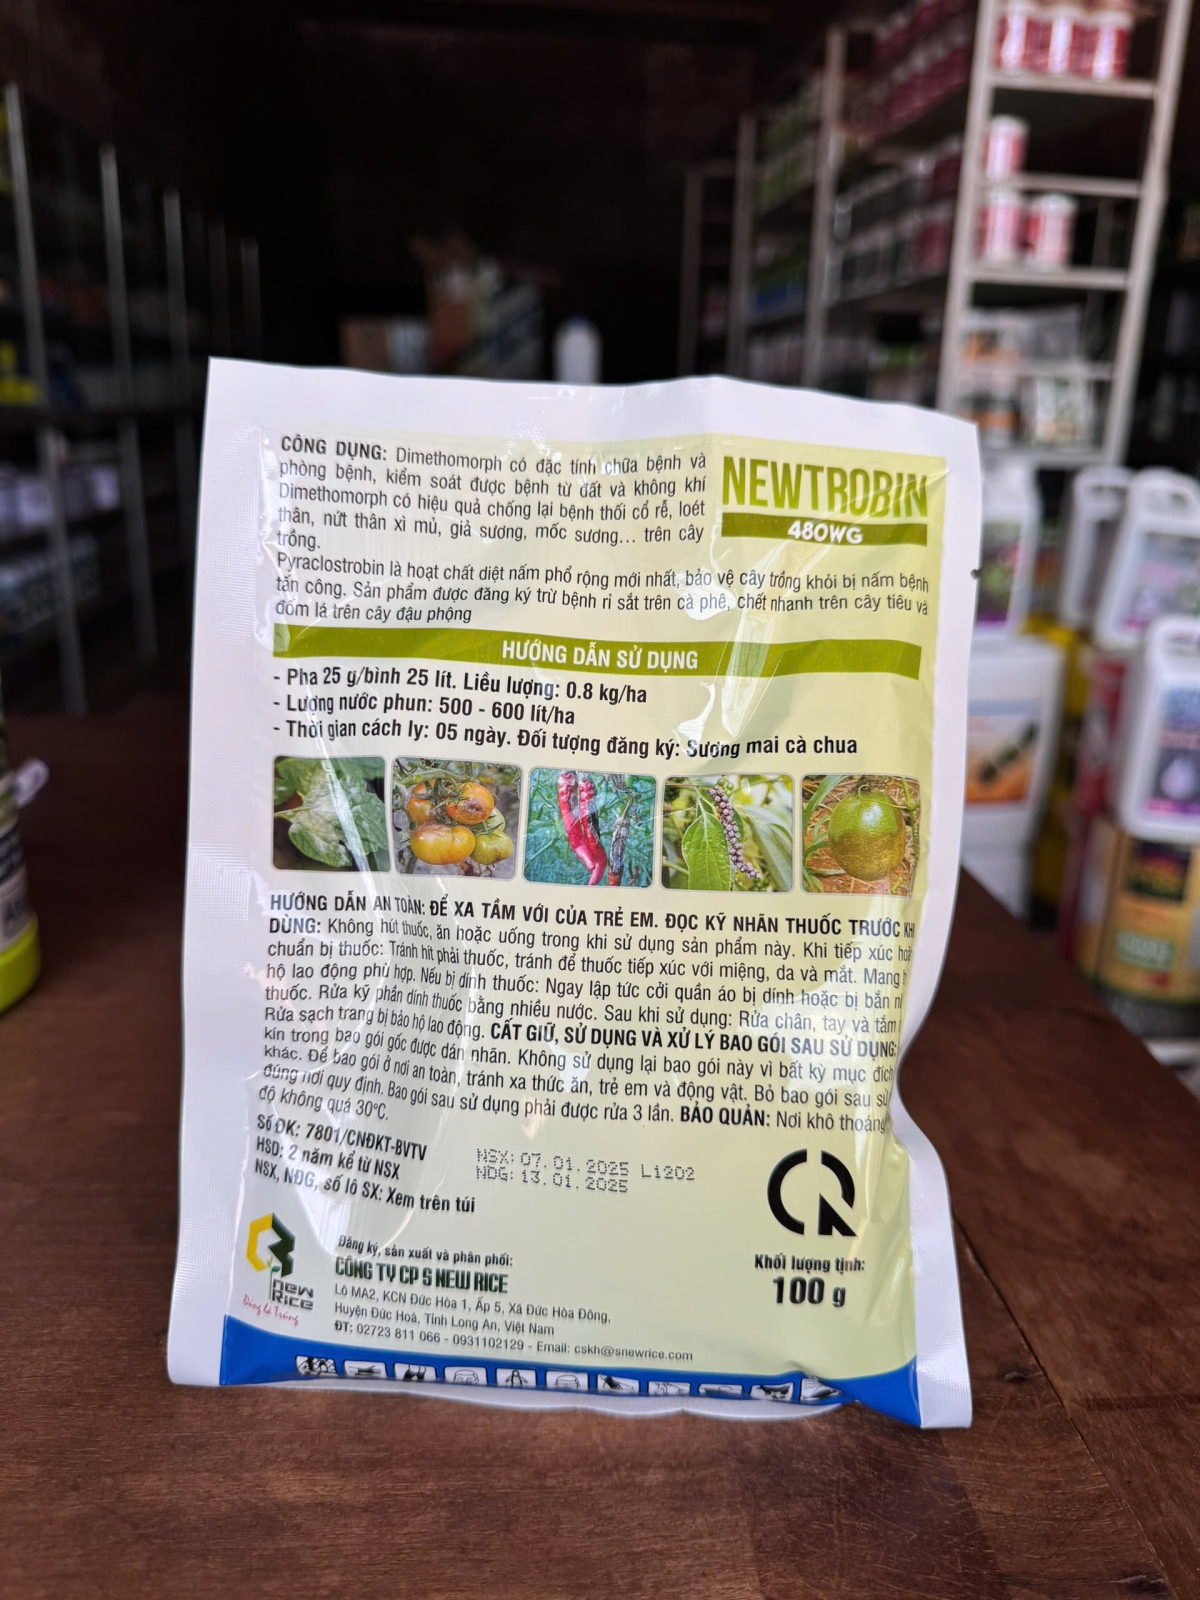 CÔNG DỤNG: Dimethomorph có đặc tính chữa bệnh và
phòng bệnh, kiểm soát được bệnh từ đất và không khí
Dimethomorph có hiệu quả chống lại bệnh thối cổ rễ, loét
thân, nứt thân xì mủ, giả sương, mốc sương... trên cây
trồng.
NEWTROBIN
480WG
Pyraclostrobin là hoạt chất diệt nấm phổ rộng mới nhất, bảo vệ cây trồng khỏi bị nấm bệnh
tấn công. Sản phẩm được đăng ký trừ bệnh rỉ sắt trên cà phê, chết nhanh trên cây tiêu và
đốm lá trên cây đậu phộng
HƯỚNG DẪN SỬ DỤNG
- Pha 25 g/bình 25 lít. Liều lượng: 0.8 kg/ha
- Lượng nước phun: 500 - 600 lít/ha
- Thời gian cách ly: 05 ngày. Đối tượng đăng ký: Sương mai cà chua
HƯỚNG DẪN AN TOÀN: ĐỂ XA TẦM VỚI CỦA TRẺ EM. ĐỌC KỸ NHÃN THUỐC TRƯỚC KH
DÙNG: Không hút thuốc, ăn hoặc uống trong khi sử dụng sản phẩm này. Khi tiếp xúc
chuẩn bị thuốc: Tránh hít phải thuốc, tránh để thuốc tiếp xúc với miệng, da và mắt. Mang
hộ lao động phù hợp. Nếu bị dính thuốc: Ngay lập tức cởi quần áo bị dính hoặc bị bắn
thuốc. Rửa kỹ phần dính thuốc bằng nhiều nước. Sau khi sử dụng: Rửa chân, tay và tắm
Rửa sạch trang bị bảo hộ lao động. CẤT GIỮ, SỬ DỤNG VÀ XỬ LÝ BAO GÓI SAU SỬ DỤNG:
kín trong bao gói gốc được dán nhãn. Không sử dụng lại bao gói này vì bất kỳ mục đích
khác. Để bao gói ở nơi an toàn, tránh xa thức ăn, trẻ em và động vật. Bỏ bao gói sau
đúng nơi quy định. Bao gói sau sử dụng phải được rửa 3 lần. BẢO QUẢN: Nơi khô thoáng
độ không quá 30°C.
Số ĐK: 7801/CNĐKT-BVTV
HSD: 2 năm kể từ NSX
NSX, NĐG, số lô SX: Xem trên túi
NSX: 07.01.2025 L1202
NDG: 13.01.2025
Khối lượng tịnh:
100 g
new
Rice
Đúng là Trúng
Đăng ký, sản xuất và phân phối:
CÔNG TY CP S NEW RICE
Lô MA2, KCN Đức Hòa 1, Ấp 5, Xã Đức Hòa Đông,
Huyện Đức Hoà, Tỉnh Long An, Việt Nam
ĐT: 02723 811 066 - 0931102129 - Email: cskh@snewrice.com